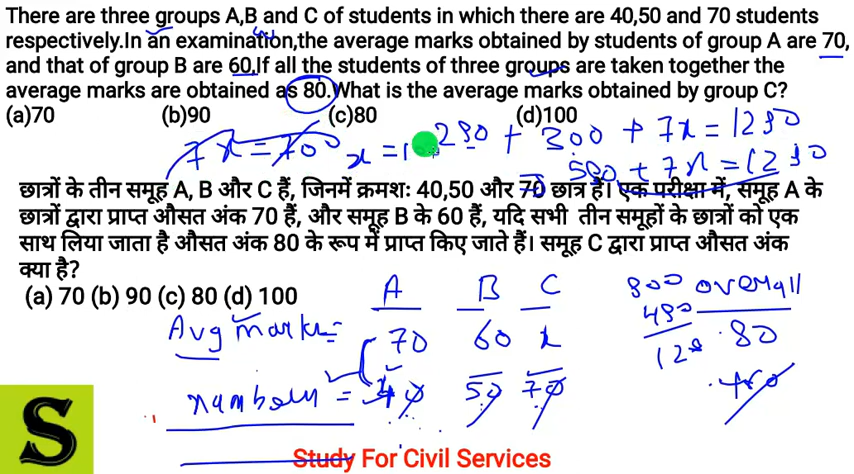 There are three groups A,B and C of students in which there are 40,50 and 70 students
respectively.In an examination,the average marks obtained by students of group A are 70,
and that of group B are 60,If all the students of three groups are taken together the
average marks are obtained as 80.What is the average marks obtained by group C?
(a)70 (b)90 (c)80 (d)100
280 + 300 + 7x = 1280
7x = 700 x = 10
580 + 7x = 1280
छात्रों के तीन समूह A, B और C हैं, जिनमें क्रमशः 40,50 और 70 छात्र हैं। एक परीक्षा में, समूह A के
छात्रों द्वारा प्राप्त औसत अंक 70 हैं, और समूह B के 60 हैं, यदि सभी तीन समूहों के छात्रों को एक
साथ लिया जाता है औसत अंक 80 के रूप में प्राप्त किए जाते हैं। समूह C द्वारा प्राप्त औसत अंक
क्या है?
(a) 70 (b) 90 (c) 80 (d) 100
A B C overall
800
480
128
Avg marks = 70 60 x 80
numbers = 40 50 70 160
S
Study For Civil Services